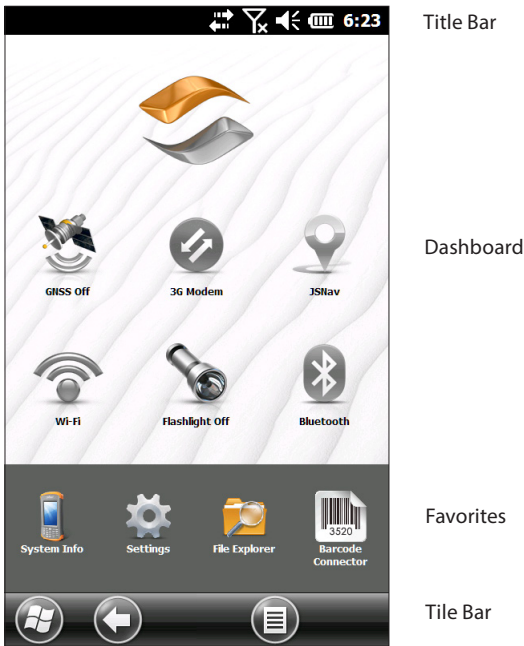 6:23 Title Bar
GNSS Off 3G Modem JSNav
Dashboard
Wi-Fi Flashlight Off Bluetooth
3520
Favorites
System Info Settings File Explorer Barcode
Connector
Tile Bar